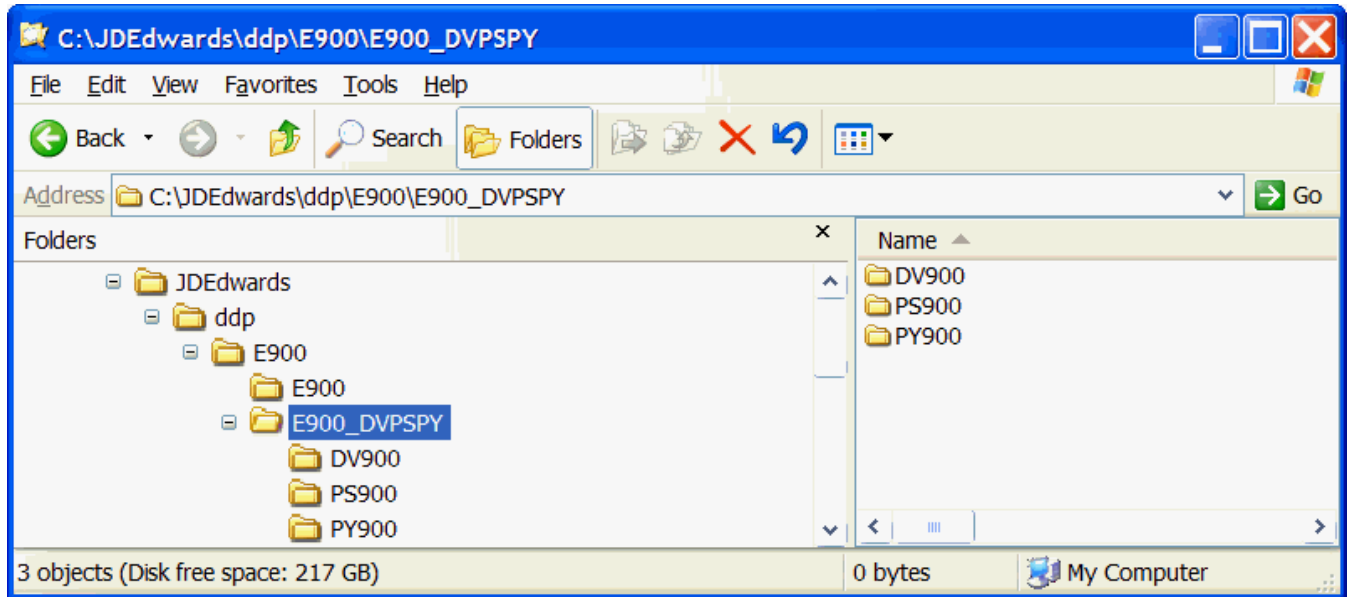 C:\JDEdwards\ddp\E900\E900_DVPSPY
File Edit View Favorites Tools Help
Back Search Folders
Address C:\JDEdwards\ddp\E900\E900_DVPSPY Go
Folders x
Name
JDEdwards
ddp
E900
E900
E900_DVPSPY
DV900
PS900
PY900
DV900
PS900
PY900
3 objects (Disk free space: 217 GB) 0 bytes My Computer